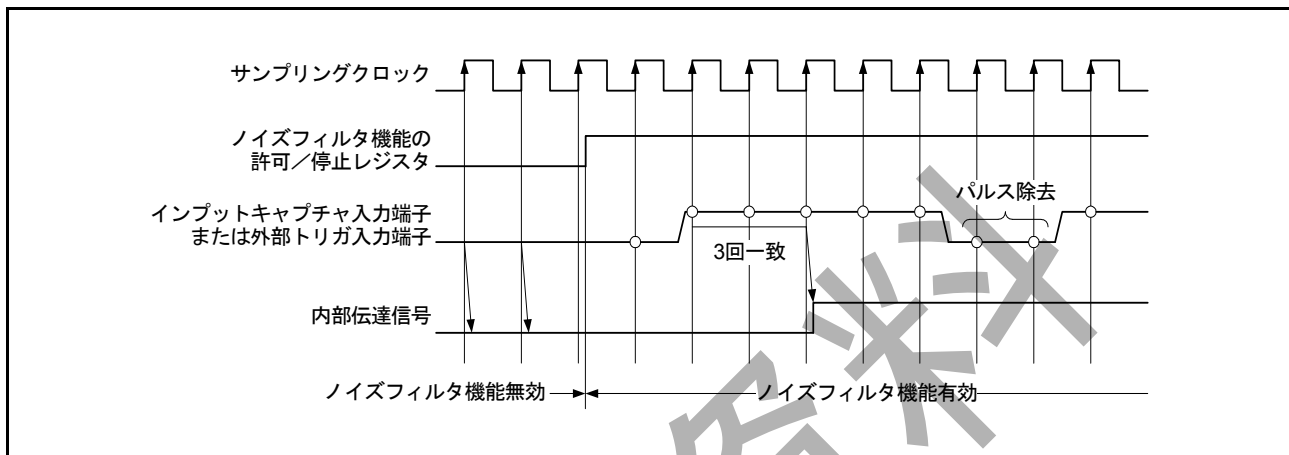 サンプリングクロック
ノイズフィルタ機能の
許可／停止レジスタ
パルス除去
インプットキャプチャ入力端子
または外部トリガ入力端子
3回一致
内部伝達信号
ノイズフィルタ機能無効
ノイズフィルタ機能有効
料